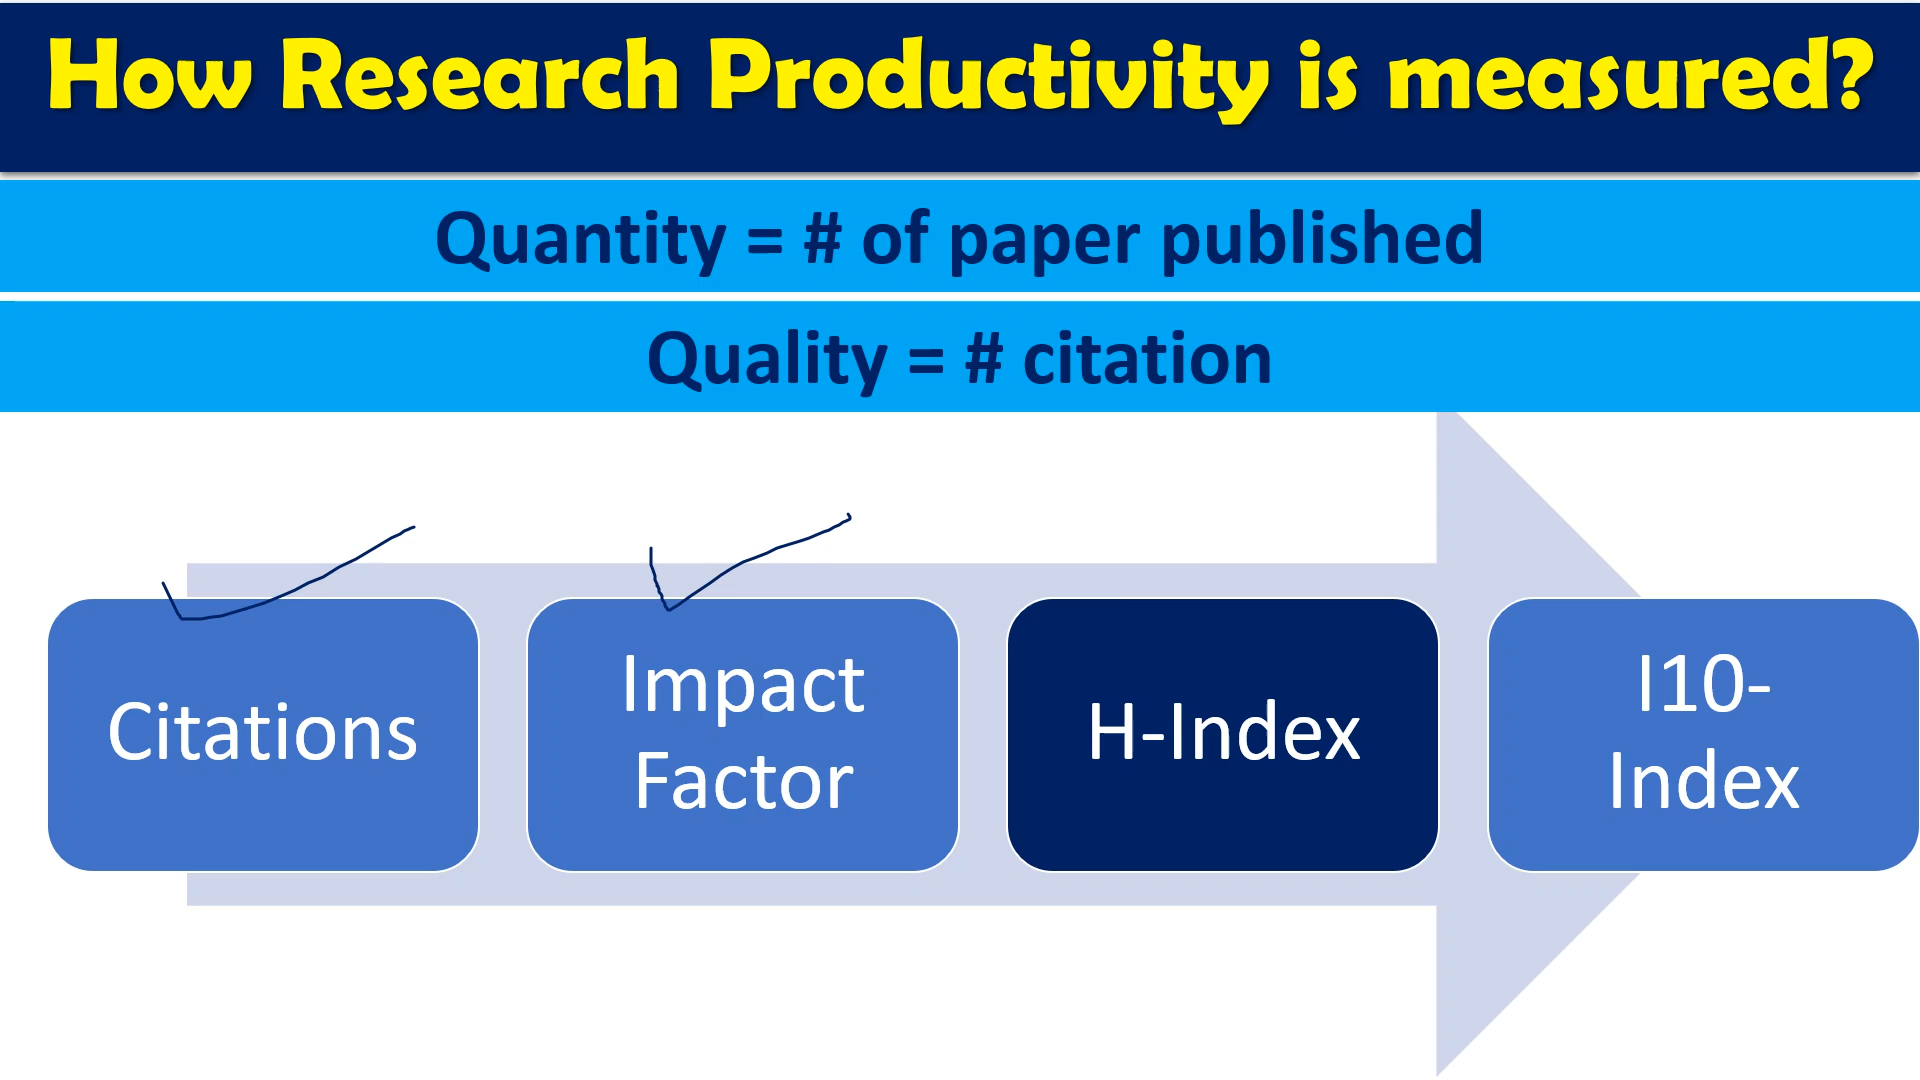 How Research Productivity is measured?
Quantity = # of paper published
Quality = # citation
Citations
Impact
Factor
H-Index
I10-
Index